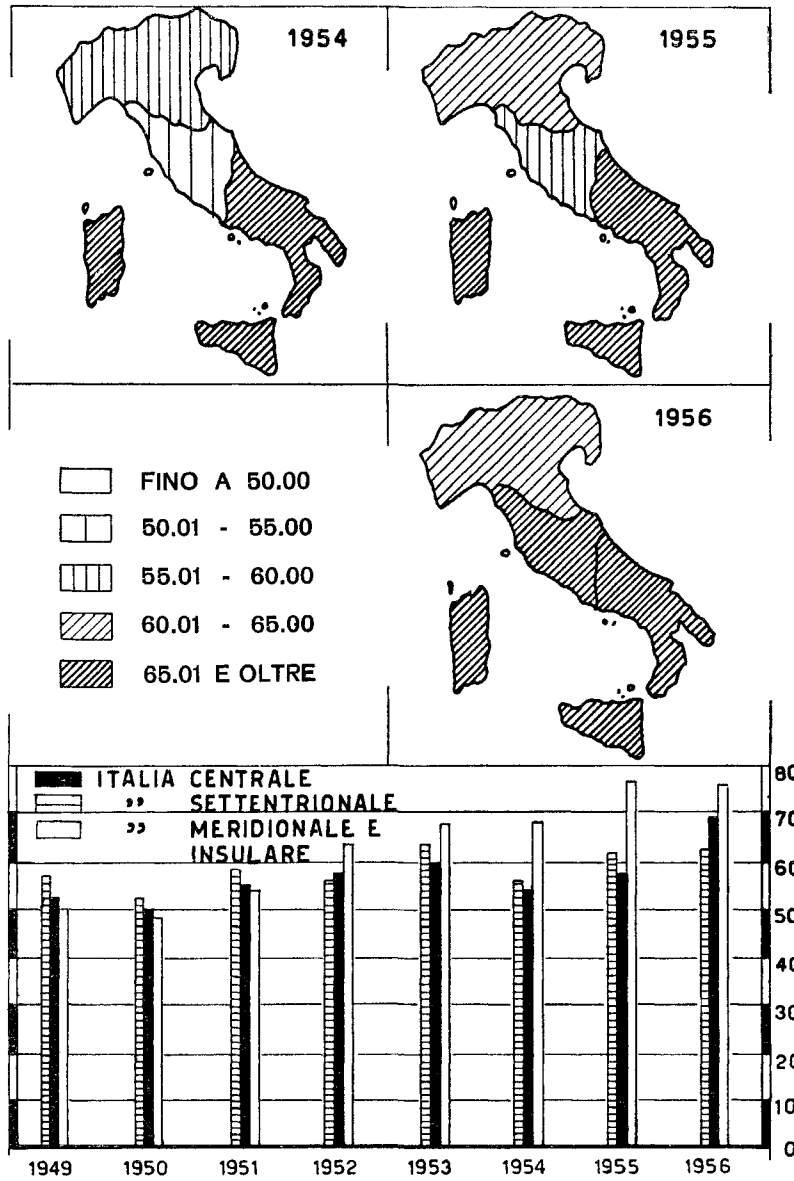 1954
1955
1956
FINO A 50.00
50.01 - 55.00
55.01 - 60.00
60.01 - 65.00
65.01 E OLTRE
ITALIA CENTRALE
” SETTENTRIONALE
” MERIDIONALE E
INSULARE
80
70
60
50
40
30
20
10
0
1949 1950 1951 1952 1953 1954 1955 1956